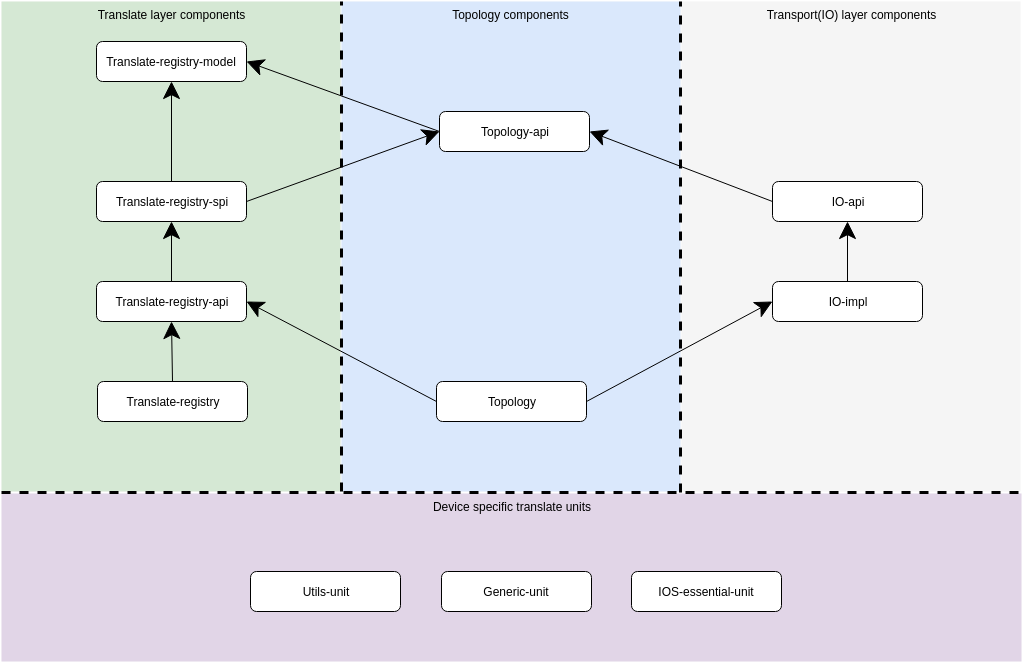 Translate layer components
Topology components
Transport(IO) layer components
Translate-registry-model
Topology-api
Translate-registry-spi
IO-api
Translate-registry-api
IO-impl
Translate-registry
Topology
Device specific translate units
Utils-unit
Generic-unit
IOS-essential-unit